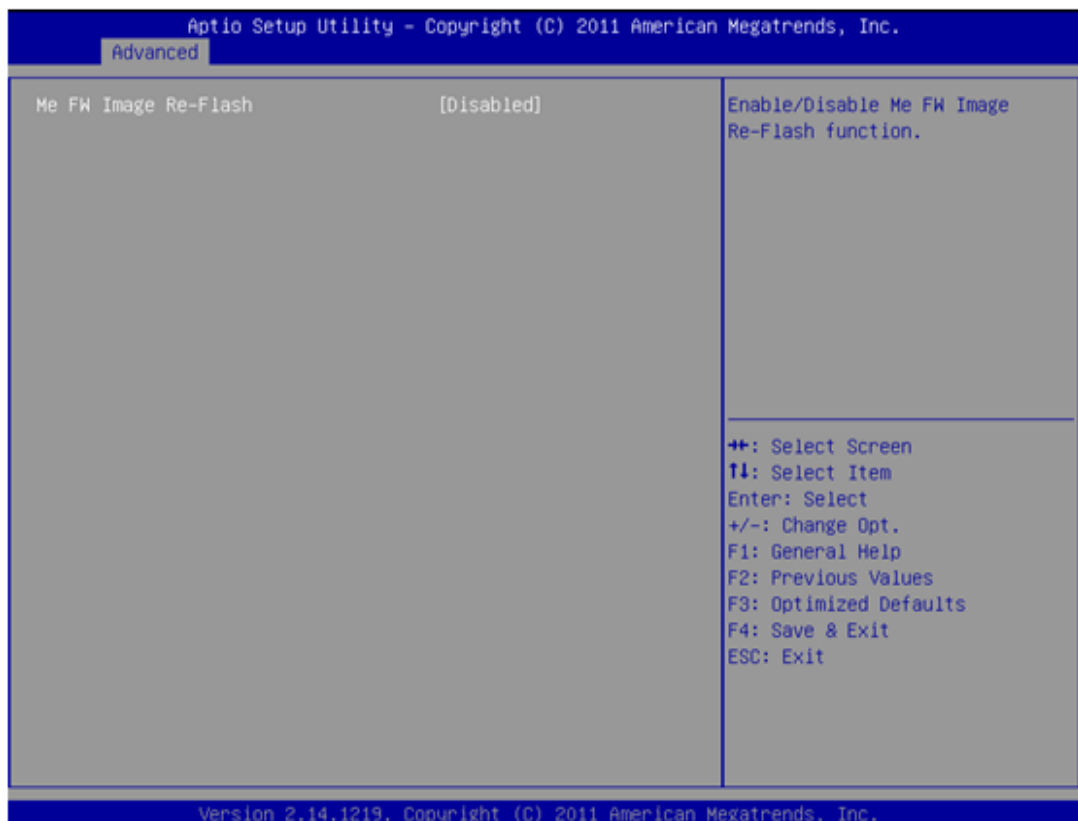 Aptio Setup Utility – Copyright (C) 2011 American Megatrends, Inc.
Advanced
Me FW Image Re-Flash [Disabled]
Enable/Disable Me FW Image
Re-Flash function.
→←: Select Screen
↑↓: Select Item
Enter: Select
+/-: Change Opt.
F1: General Help
F2: Previous Values
F3: Optimized Defaults
F4: Save & Exit
ESC: Exit
Version 2.14.1219. Copyright (C) 2011 American Megatrends, Inc.